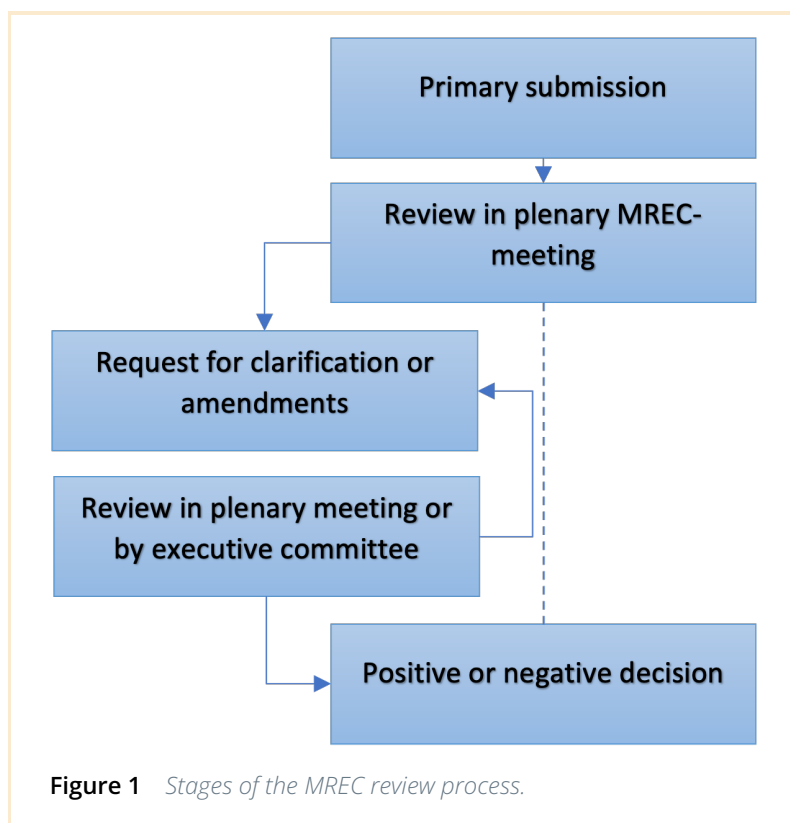 Primary submission
Review in plenary MREC-
meeting
Request for clarification or
amendments
Review in plenary meeting or
by executive committee
Positive or negative decision
Figure 1 Stages of the MREC review process.